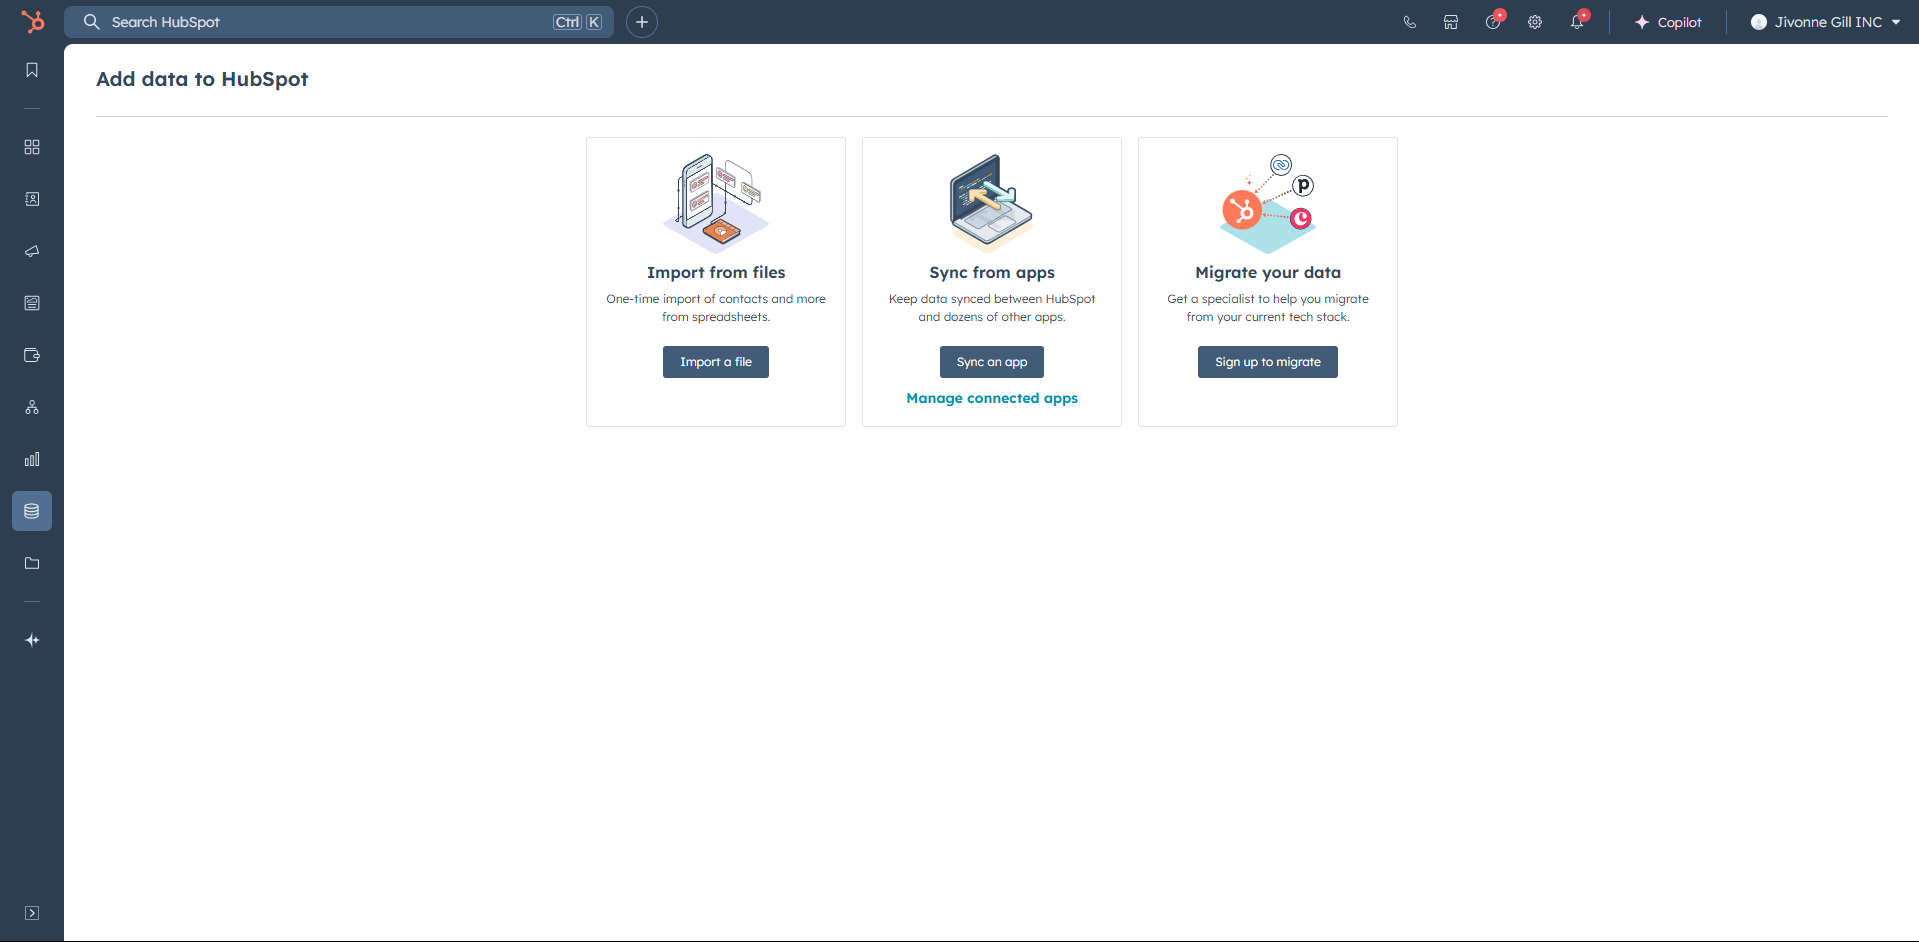 Search HubSpot
Ctrl K
Copilot
Jivonne Gill INC
Add data to HubSpot
Import from files
One-time import of contacts and more
from spreadsheets.
Import a file
Sync from apps
Keep data synced between HubSpot
and dozens of other apps.
Sync an app
Manage connected apps
Migrate your data
Get a specialist to help you migrate
from your current tech stack.
Sign up to migrate